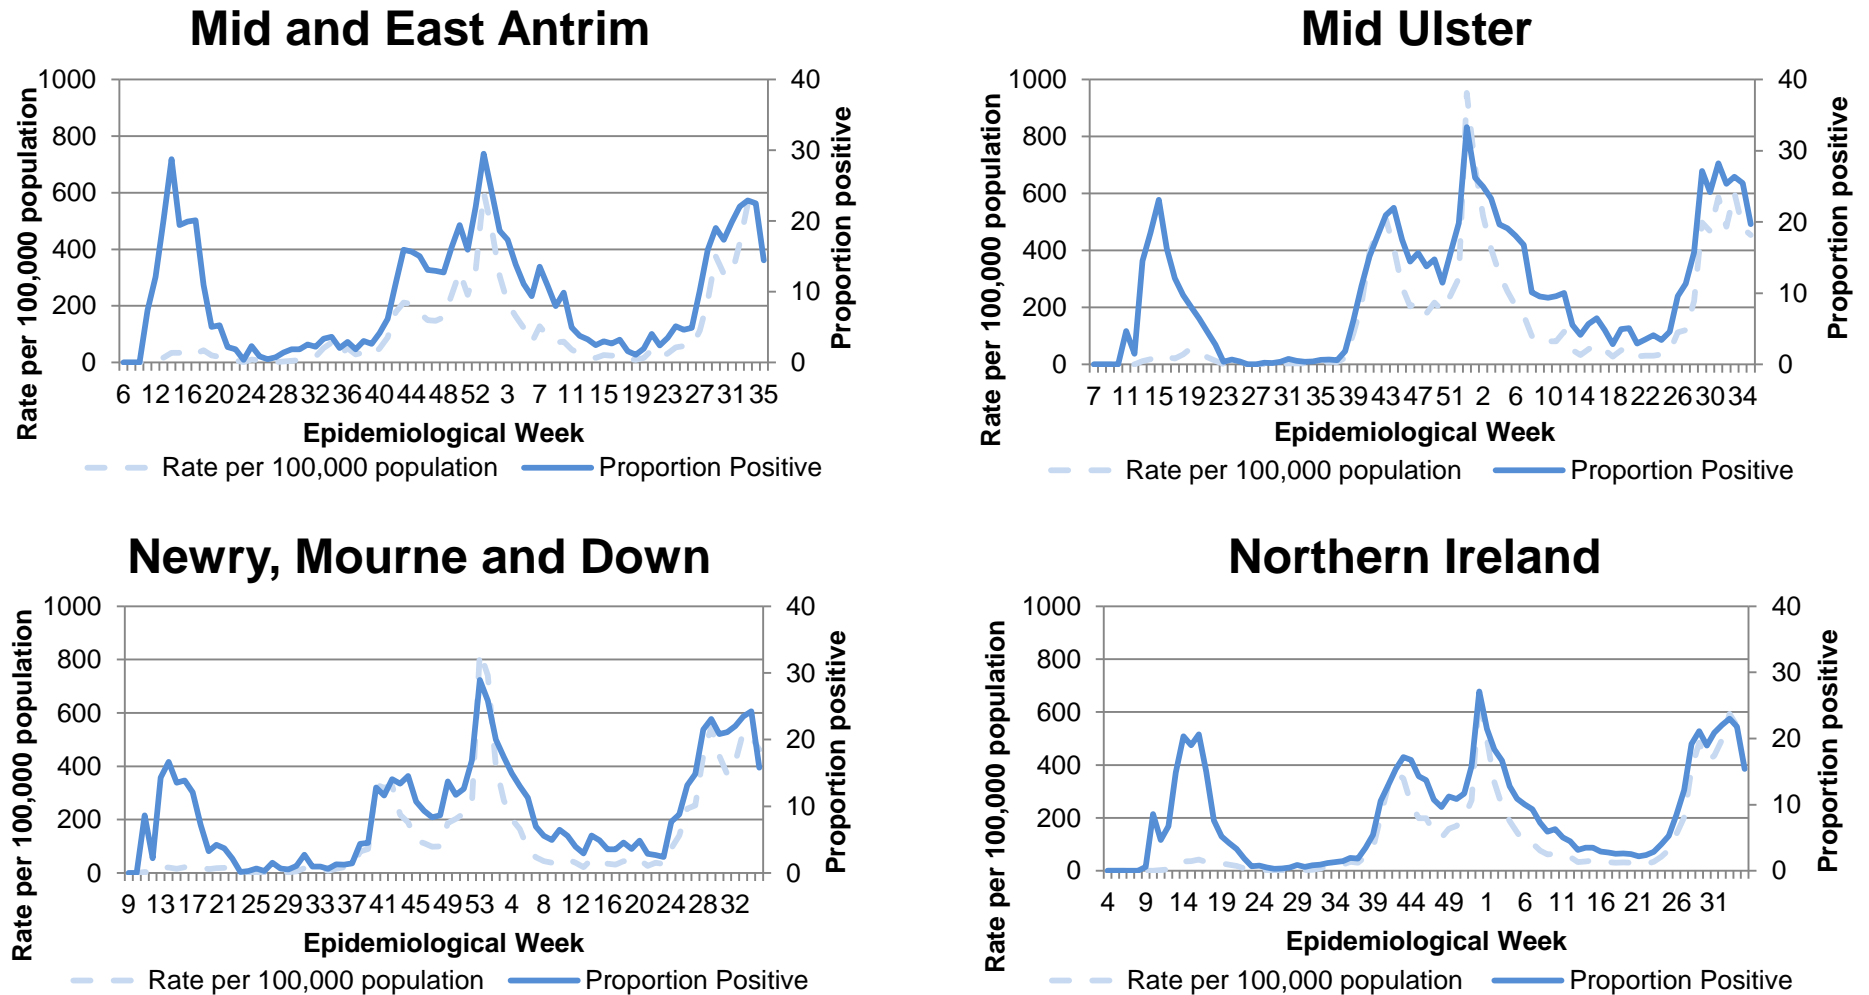 Mid and East Antrim
1000
800
600
400
200
0
40
30
20
10
0
Rate per 100,000 population
Proportion positive
6 12 16 20 24 28 32 36 40 44 48 52 3 7 11 15 19 23 27 31 35
Epidemiological Week
Rate per 100,000 population Proportion Positive
Mid Ulster
1000
800
600
400
200
0
40
30
20
10
0
Rate per 100,000 population
Proportion positive
7 11 15 19 23 27 31 35 39 43 47 51 2 6 10 14 18 22 26 30 34
Epidemiological Week
Rate per 100,000 population Proportion Positive
Newry, Mourne and Down
1000
800
600
400
200
0
40
30
20
10
0
Rate per 100,000 population
Proportion positive
9 13 17 21 25 29 33 37 41 45 49 53 4 8 12 16 20 24 28 32
Epidemiological Week
Rate per 100,000 population Proportion Positive
Northern Ireland
1000
800
600
400
200
0
40
30
20
10
0
Rate per 100,000 population
Proportion positive
4 9 14 19 24 29 34 39 44 49 1 6 11 16 21 26 31
Epidemiological Week
Rate per 100,000 population Proportion Positive